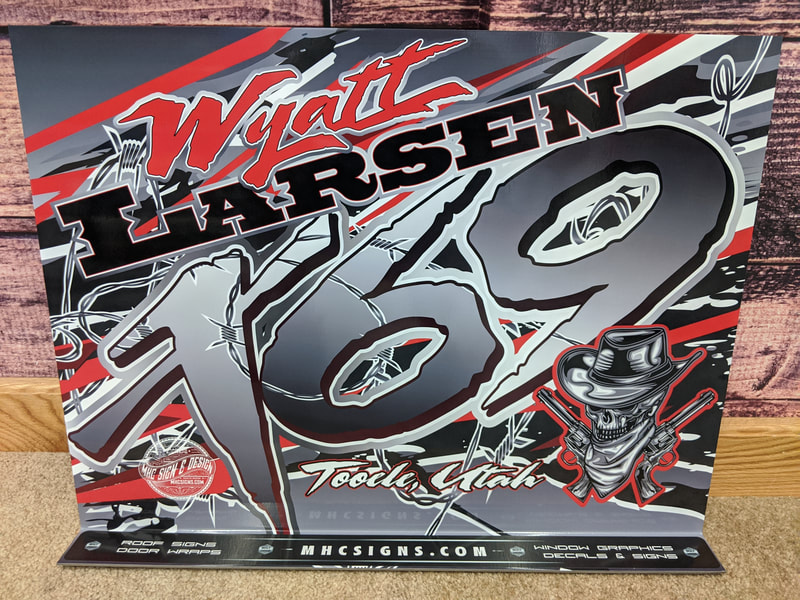 Wyatt
LARSEN
169
MHC SIGN & DESIGN
MHCSIGNS.COM
Tooele, Utah
ROOF SIGNS
DOOR WRAPS
MHCSIGNS.COM
WINDOW GRAPHICS
DECALS & SIGNS